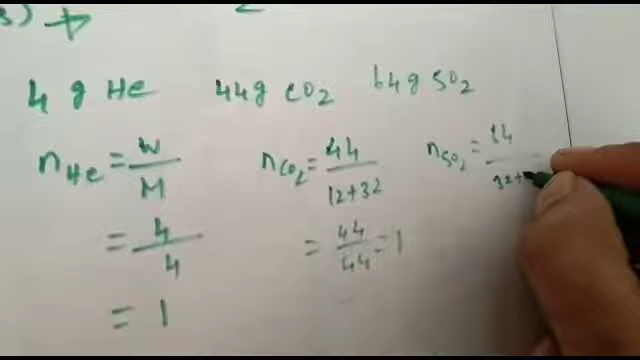 3) →
4 g He 44g CO2 64g SO2
nHe = W/M nCO2 = 44/12+32 nSO2 = 64/32+
= 4/4 = 44/44 = 1
= 1